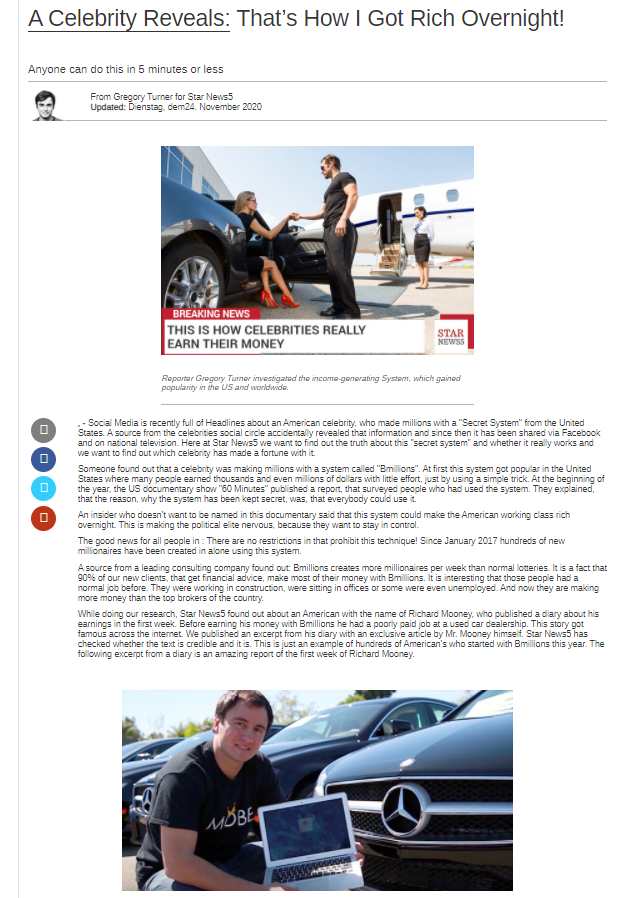 A Celebrity Reveals: That's How I Got Rich Overnight!
Anyone can do this in 5 minutes or less
From Gregory Turner for Star News5
Updated: Dienstag, dem24. November 2020
BREAKING NEWS
THIS IS HOW CELEBRITIES REALLY
EARN THEIR MONEY
STAR
NEWS5
Reporter Gregory Turner investigated the income-generating System, which gained
popularity in the US and worldwide.
, - Social Media is recently full of Headlines about an American celebrity, who made millions with a "Secret System" from the United
States. A source from the celebrities social circle accidentally revealed that information and since then it has been shared via Facebook
and on national television. Here at Star News5 we want to find out the truth about this "secret system" and whether it really works and
we want to find out which celebrity has made a fortune with it.
Someone found out that a celebrity was making millions with a system called "Bmillions". At first this system got popular in the United
States where many people earned thousands and even millions of dollars with little effort, just by using a simple trick. At the beginning of
the year, the US documentary show "60 Minutes" published a report, that surveyed people who had used the system. They explained,
that the reason, why the system has been kept secret, was, that everybody could use it.
An insider who doesn't want to be named in this documentary said that this system could make the American working class rich
overnight. This is making the political elite nervous, because they want to stay in control.
The good news for all people in : There are no restrictions in that prohibit this technique! Since January 2017 hundreds of new
millionaires have been created in alone using this system.
A source from a leading consulting company found out: Bmillions creates more millionaires per week than normal lotteries. It is a fact that
90% of our new clients, that get financial advice, make most of their money with Bmillions. It is interesting that those people had a
normal job before. They were working in construction, were sitting in offices or some were even unemployed. And now they are making
more money than the top brokers of the country.
While doing our research, Star News5 found out about an American with the name of Richard Mooney, who published a diary about his
earnings in the first week. Before earning his money with Bmillions he had a poorly paid job at a used car dealership. This story got
famous across the internet. We published an excerpt from his diary with an exclusive article by Mr. Mooney himself. Star News5 has
checked whether the text is credible and it is. This is just an example of hundreds of American's who started with Bmillions this year. The
following excerpt from a diary is an amazing report of the first week of Richard Mooney.
MOBE